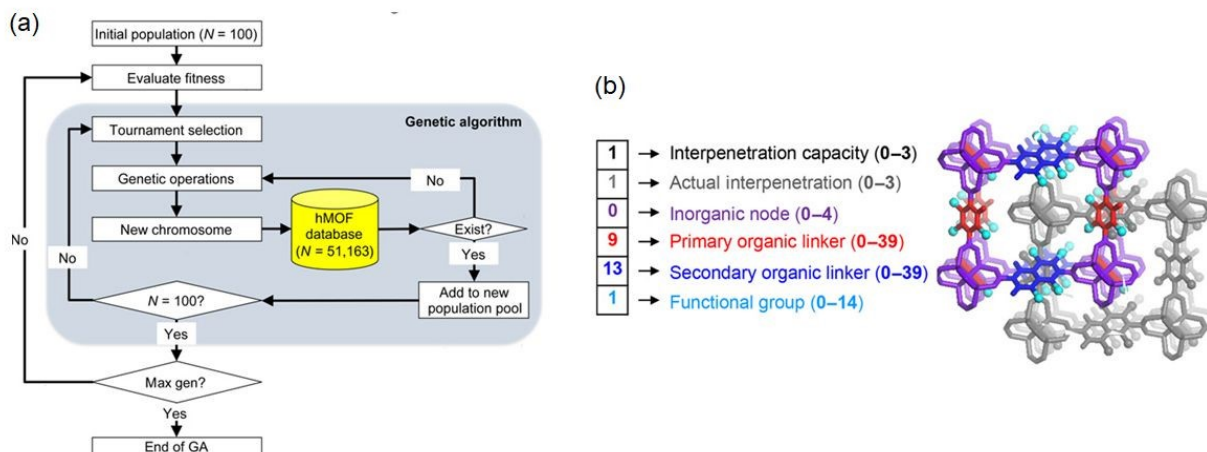 (a)
Initial population (N = 100)
Evaluate fitness
Tournament selection
Genetic algorithm
Genetic operations
No
New chromosome
hMOF
database
(N = 51,163)
Exist?
No
No
Yes
N = 100?
Add to new
population pool
Yes
Max gen?
Yes
End of GA
(b)
1 → Interpenetration capacity (0–3)
1 → Actual interpenetration (0–3)
0 → Inorganic node (0–4)
9 → Primary organic linker (0–39)
13 → Secondary organic linker (0–39)
1 → Functional group (0–14)